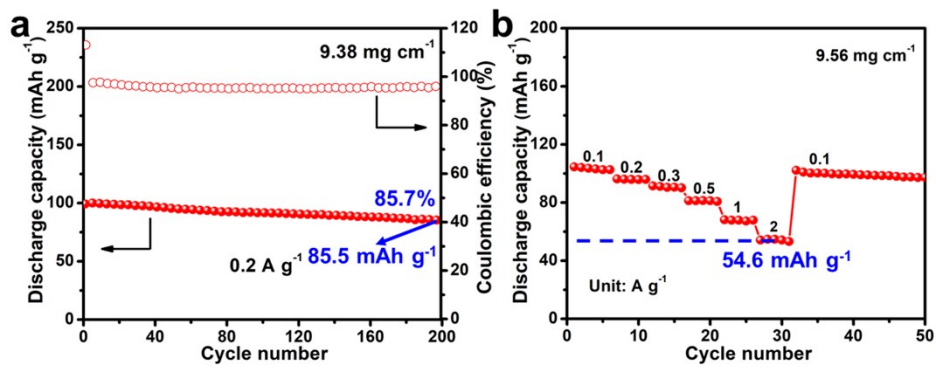 a
250
200
150
100
50
0
Discharge capacity (mAh g-1)
9.38 mg cm-1
85.7%
85.5 mAh g-1
0.2 A g-1
120
100
80
60
40
20
0
Coulombic efficiency (%)
0 40 80 120 160 200
Cycle number
b
200
160
120
80
40
0
Discharge capacity (mAh g-1)
9.56 mg cm-1
0.1
0.2
0.3
0.5
1
2
0.1
54.6 mAh g-1
Unit: A g-1
0 10 20 30 40 50
Cycle number